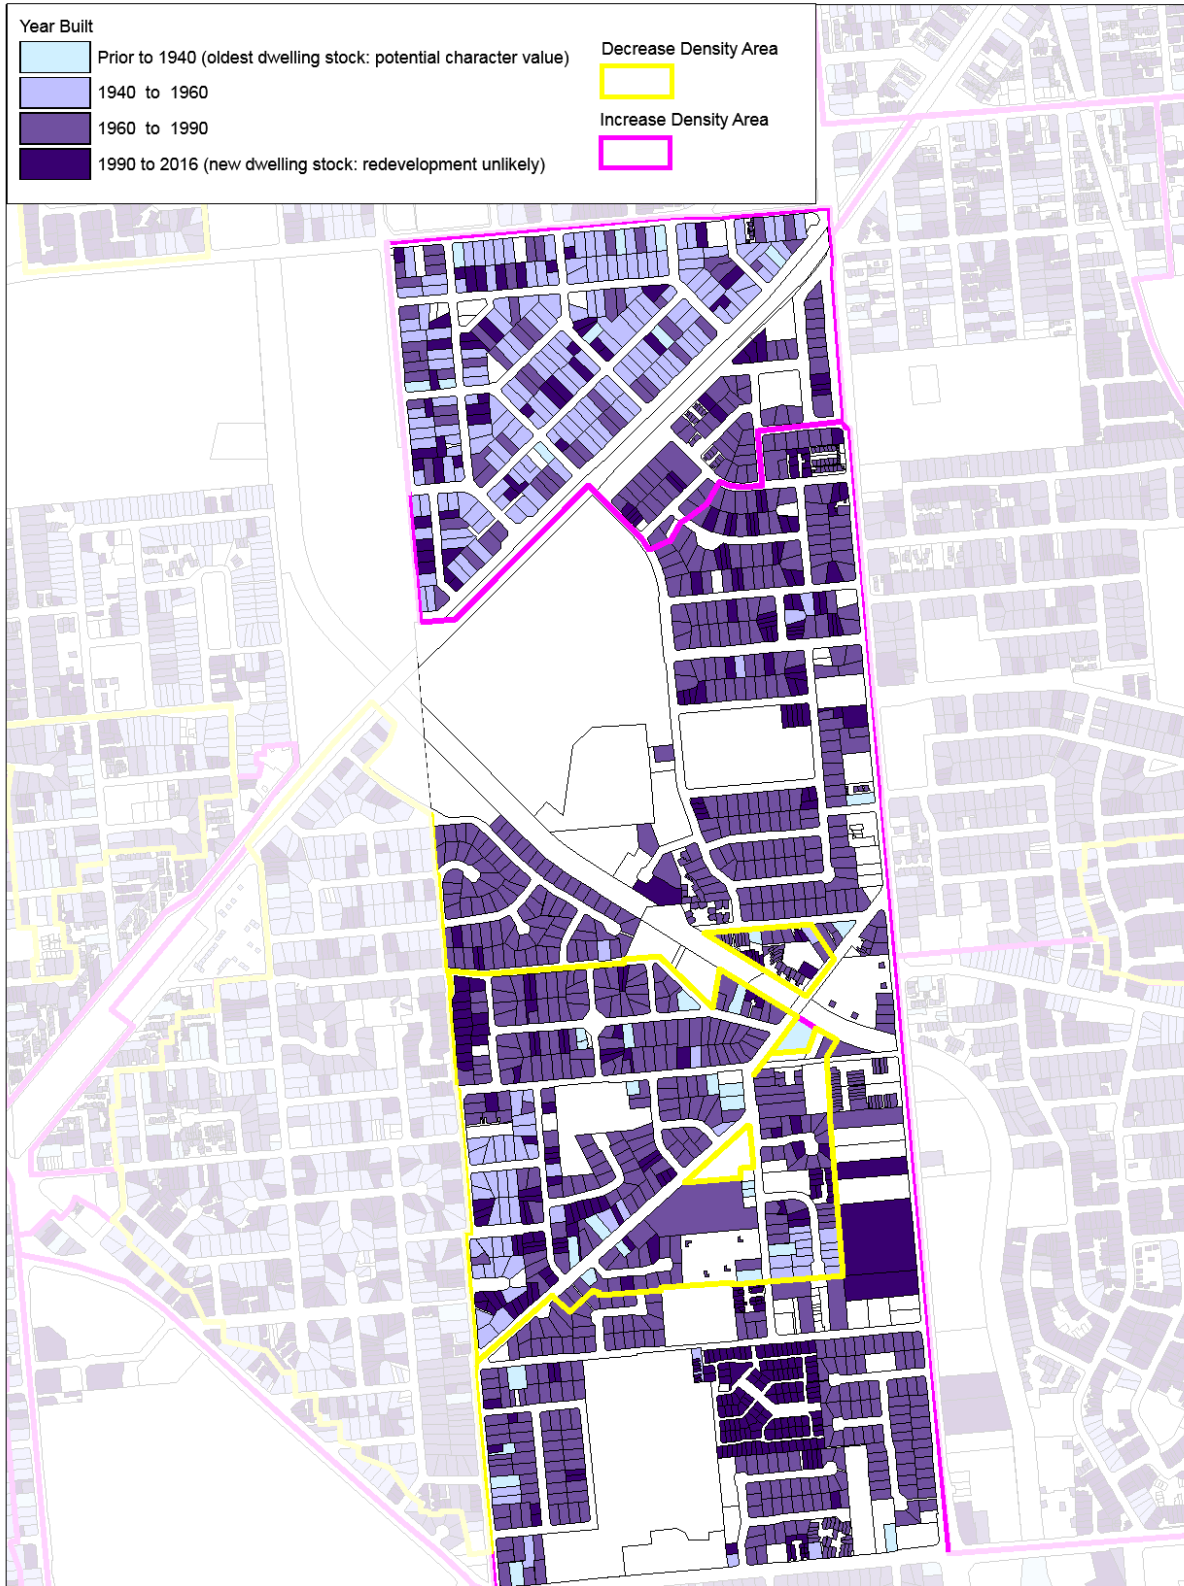 Year Built
Prior to 1940 (oldest dwelling stock: potential character value)
1940 to 1960
1960 to 1990
1990 to 2016 (new dwelling stock: redevelopment unlikely)
Decrease Density Area
Increase Density Area